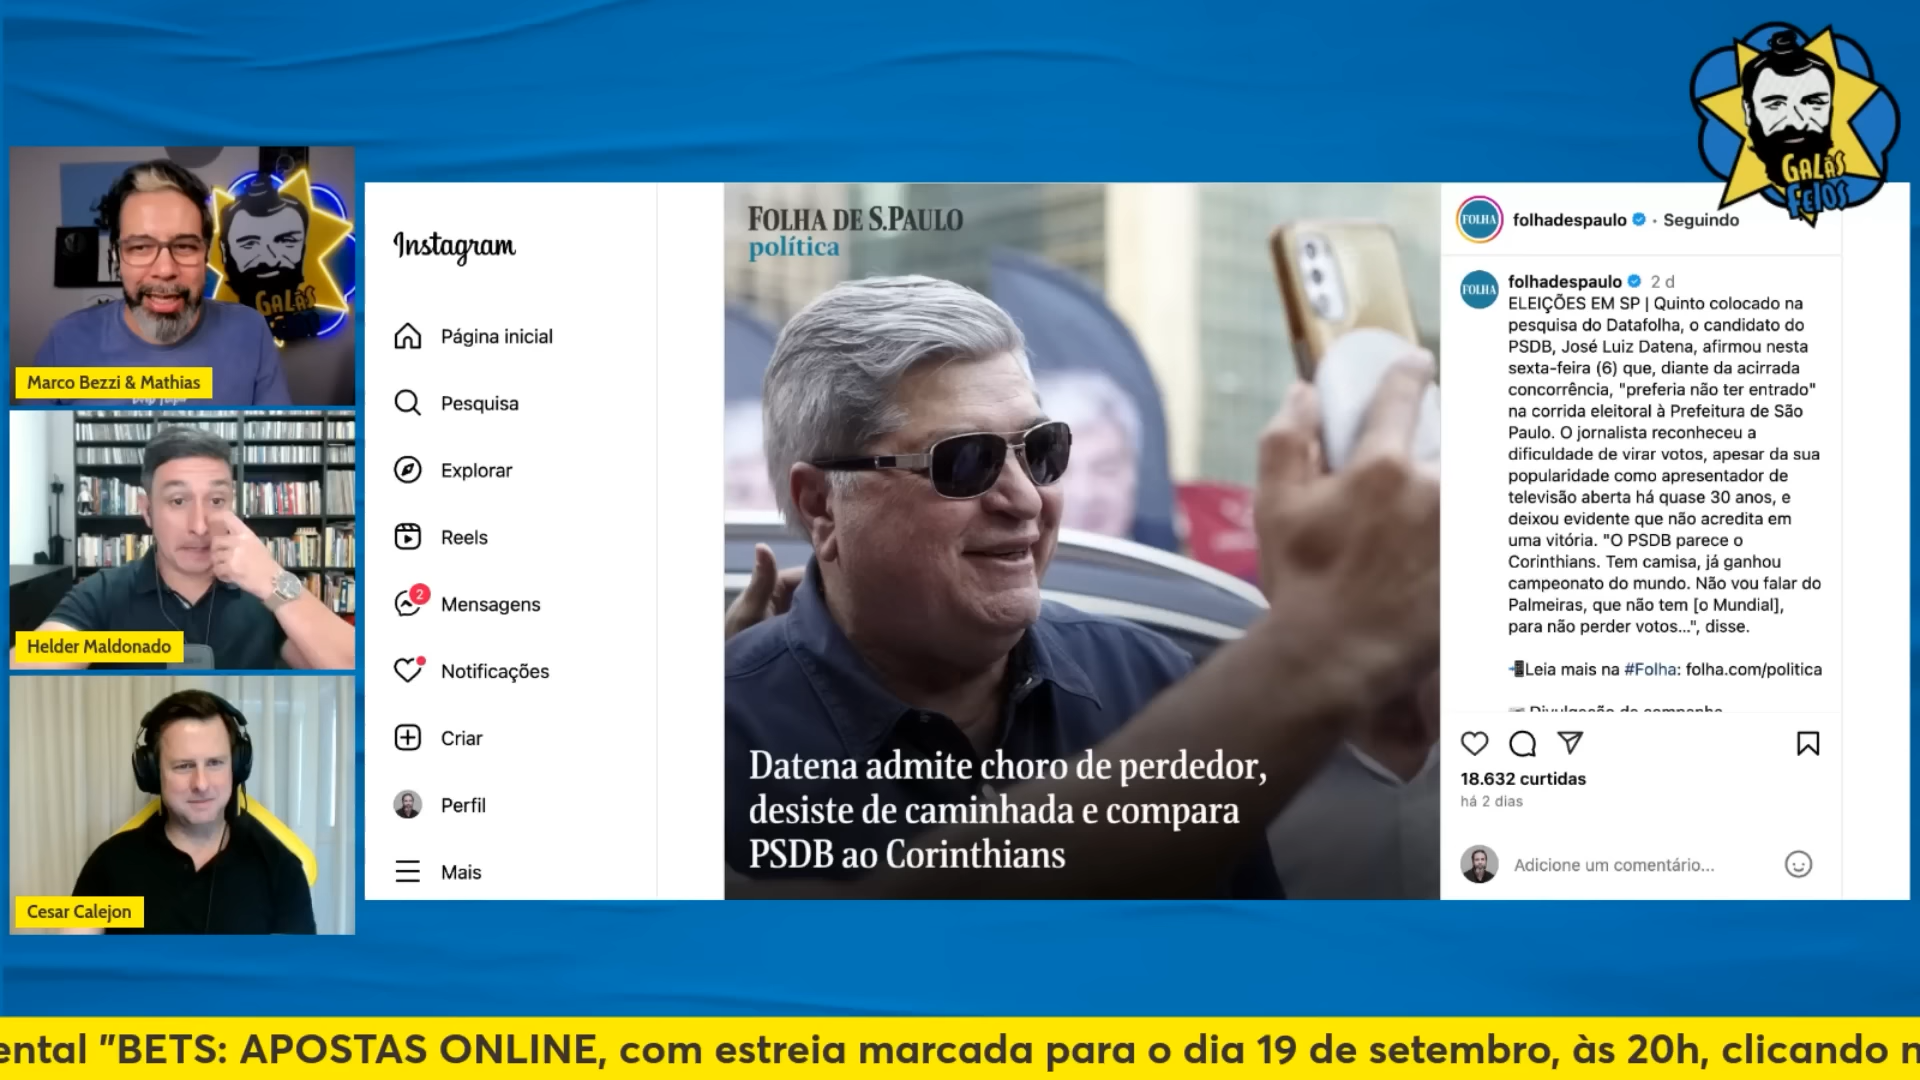 GALÃS
FEIOS
GALÃS
Marco Bezzi & Mathias
Helder Maldonado
Cesar Calejon
Instagram
Página inicial
Pesquisa
Explorar
Reels
2
Mensagens
Notificações
Criar
Perfil
Mais
FOLHA DE S.PAULO
política
Datena admite choro de perdedor,
desiste de caminhada e compara
PSDB ao Corinthians
FOLHA
folhadespaulo • Seguindo
FOLHA
folhadespaulo 2 d
ELEIÇÕES EM SP | Quinto colocado na
pesquisa do Datafolha, o candidato do
PSDB, José Luiz Datena, afirmou nesta
sexta-feira (6) que, diante da acirrada
concorrência, "preferia não ter entrado"
na corrida eleitoral à Prefeitura de São
Paulo. O jornalista reconheceu a
dificuldade de virar votos, apesar da sua
popularidade como apresentador de
televisão aberta há quase 30 anos, e
deixou evidente que não acredita em
uma vitória. "O PSDB parece o
Corinthians. Tem camisa, já ganhou
campeonato do mundo. Não vou falar do
Palmeiras, que não tem [o Mundial],
para não perder votos...", disse.
Leia mais na #Folha: folha.com/politica
Divulgação de campanha
18.632 curtidas
há 2 dias
Adicione um comentário...
ental "BETS: APOSTAS ONLINE, com estreia marcada para o dia 19 de setembro, às 20h, clicando n